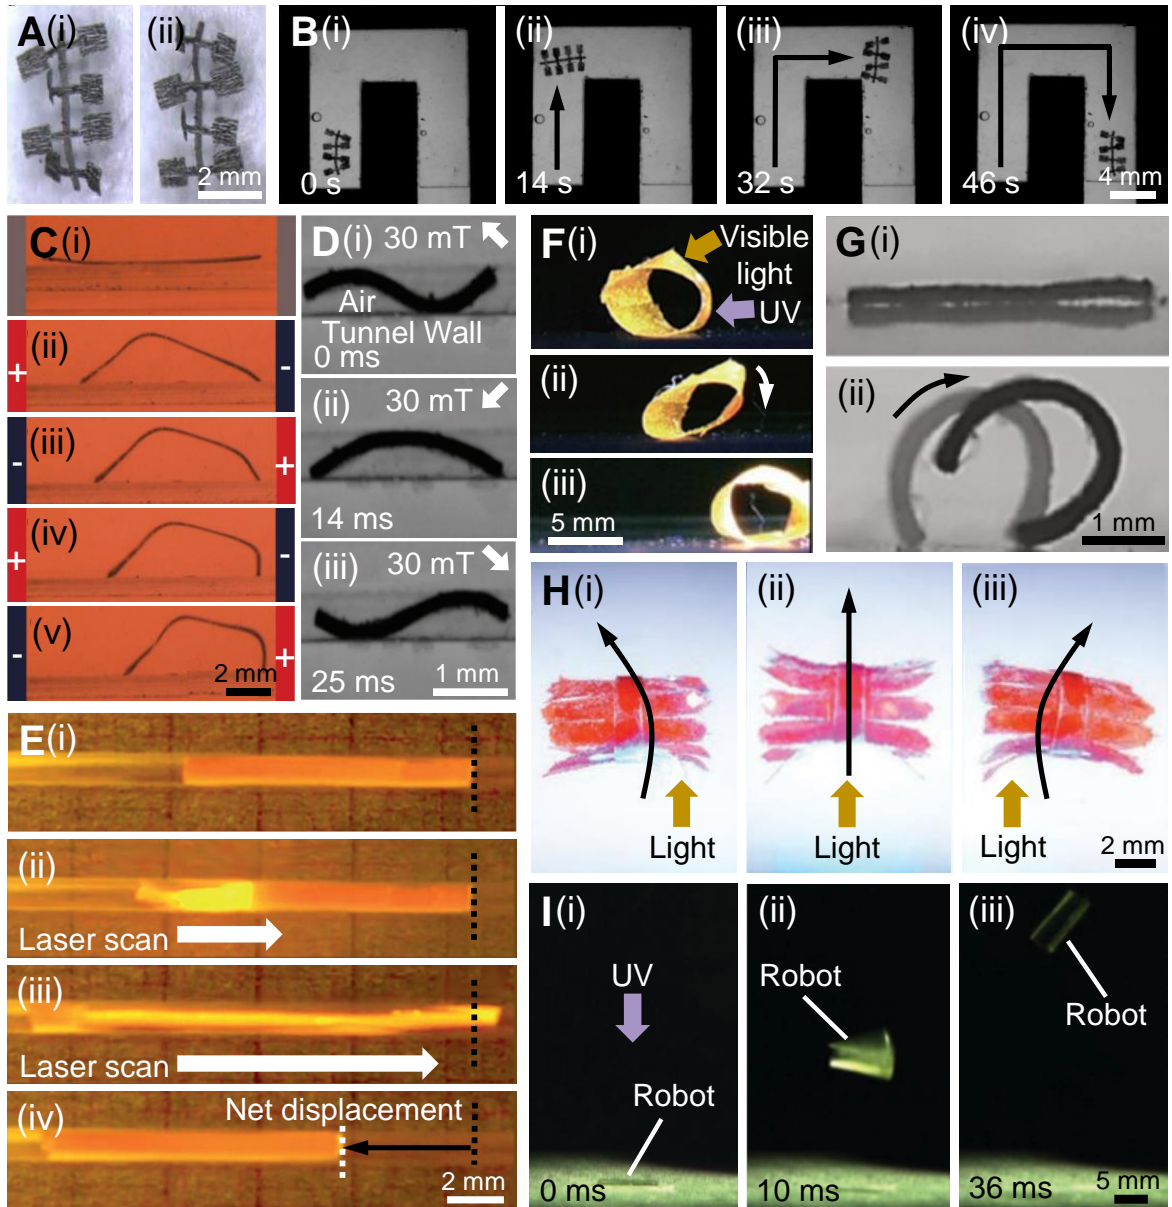 A(i)
(ii)
2 mm
B(i)
0 s
(ii)
14 s
(iii)
32 s
(iv)
46 s
4 mm
C(i)
(ii)
+
-
(iii)
-
+
(iv)
+
-
(v)
-
+
2 mm
D(i)
30 mT
Air
Tunnel Wall
0 ms
(ii)
30 mT
14 ms
(iii)
30 mT
25 ms
1 mm
E(i)
(ii)
Laser scan
(iii)
Laser scan
(iv)
Net displacement
2 mm
F(i)
Visible
light
UV
(ii)
(iii)
5 mm
G(i)
(ii)
1 mm
H(i)
Light
(ii)
Light
(iii)
Light
2 mm
I(i)
UV
Robot
0 ms
(ii)
Robot
10 ms
(iii)
Robot
36 ms
5 mm